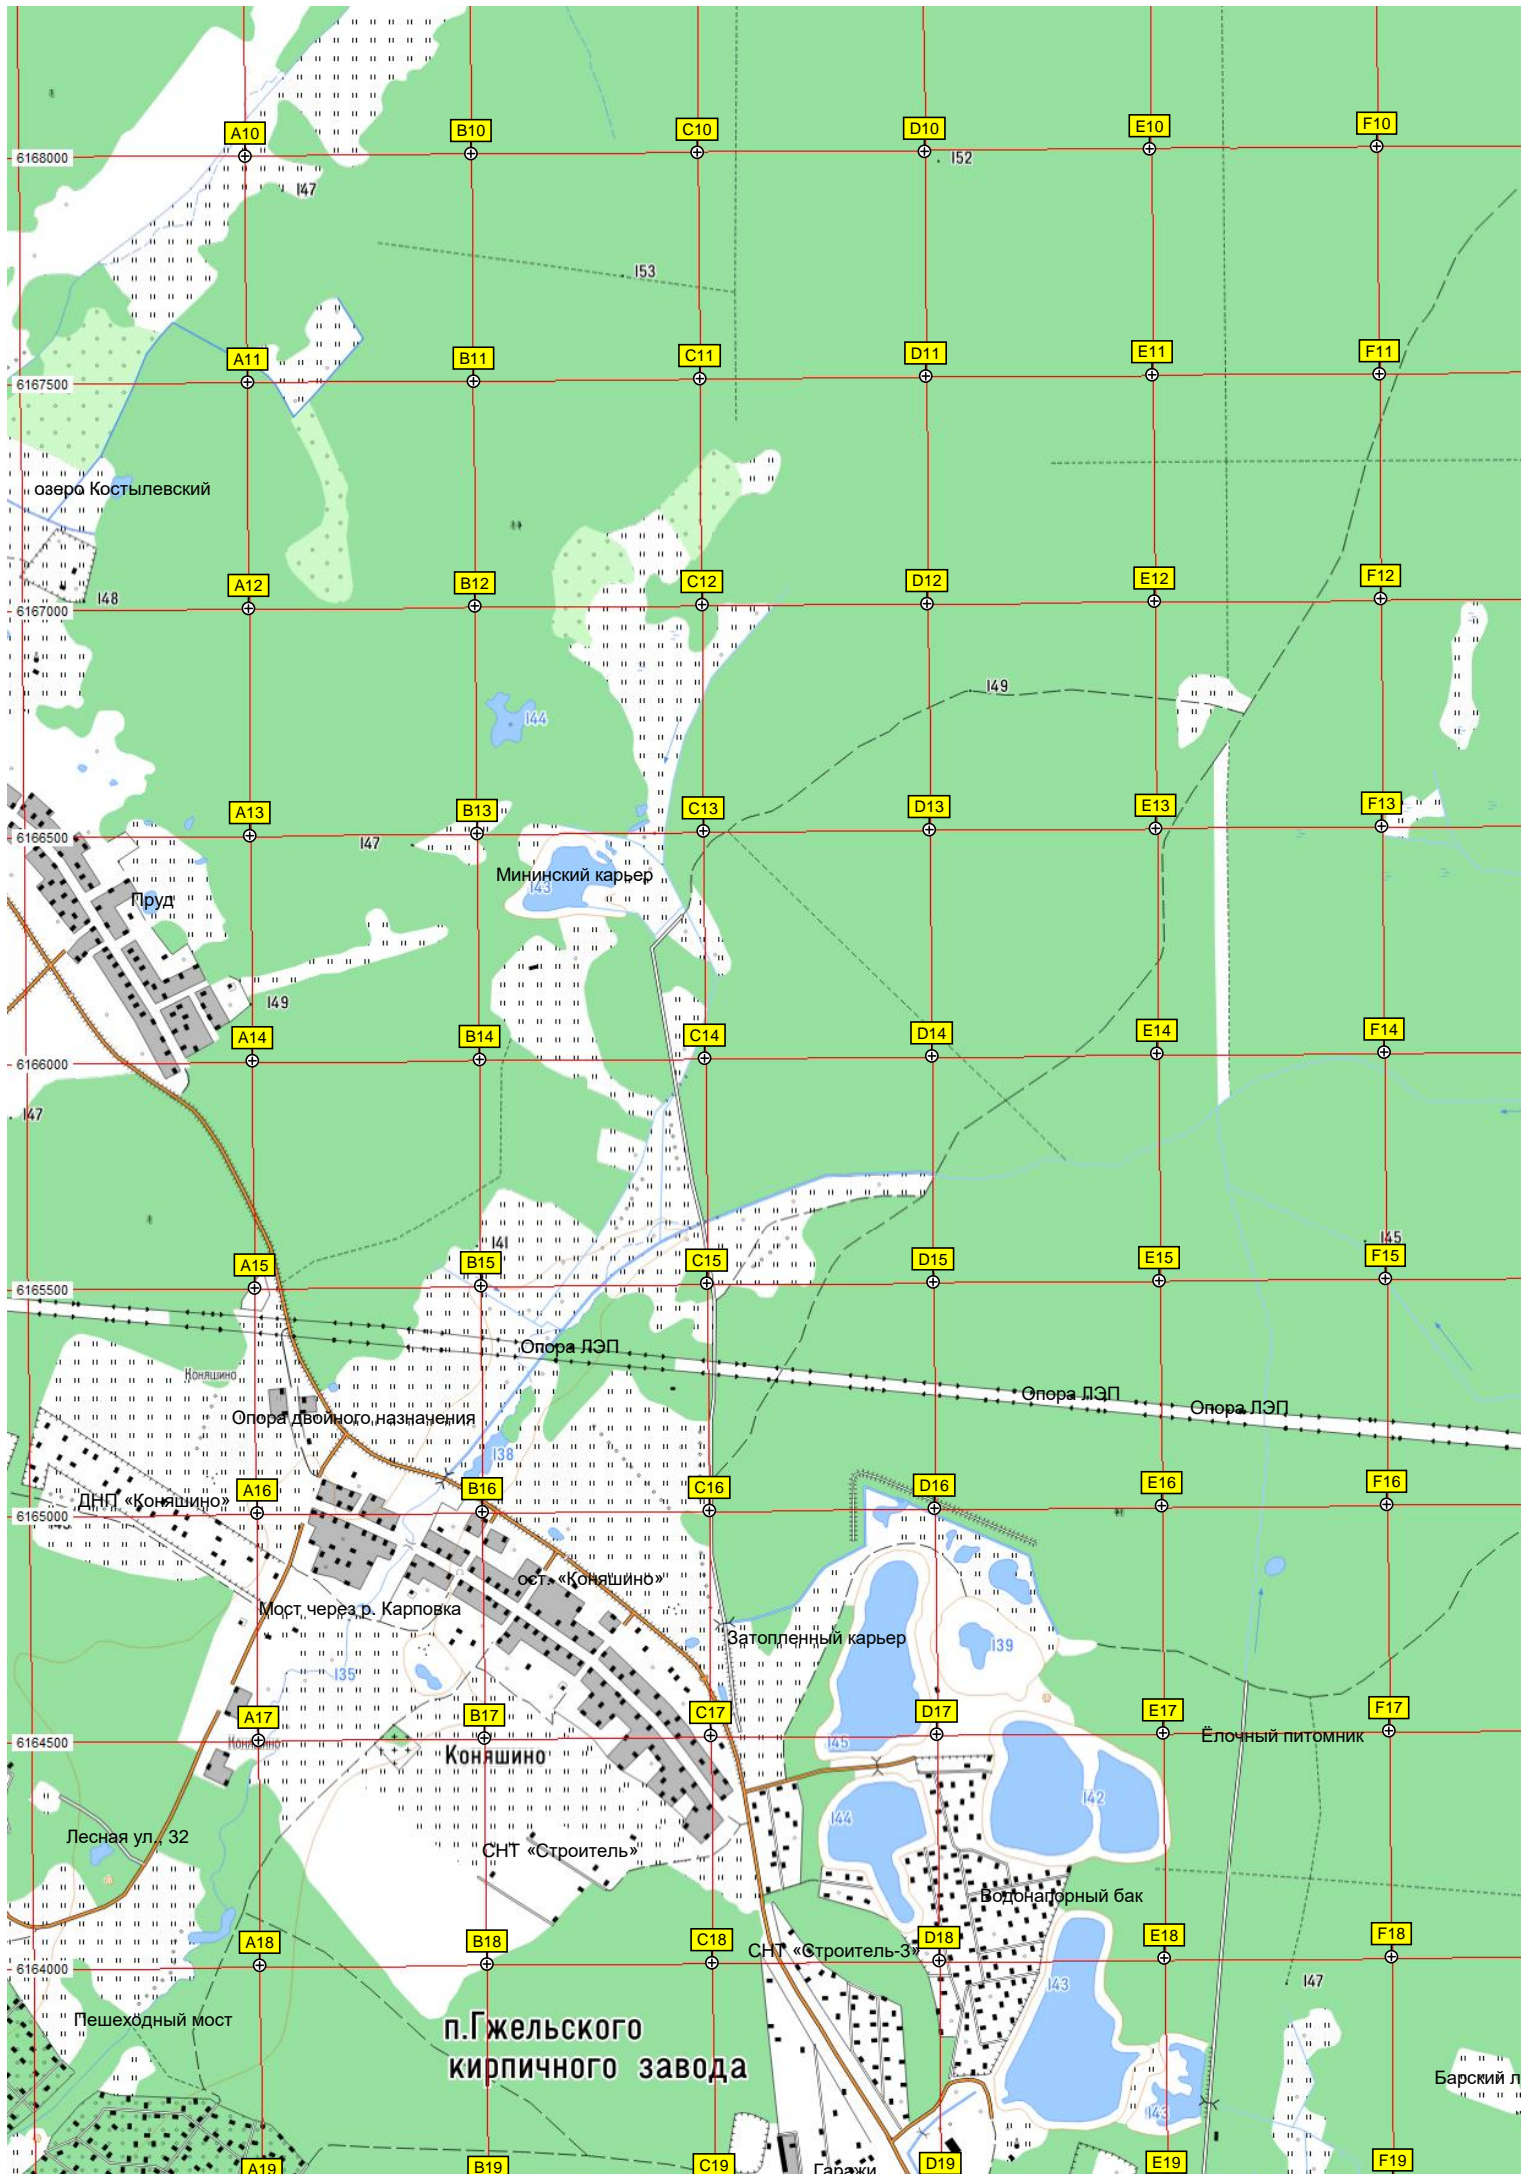 A10 B10 C10 D10 E10 F10
6168000
152
147
153
A11 B11 C11 D11 E11 F11
6167500
озеро Костылевский
A12 B12 C12 D12 E12 F12
148
6167000
149
144
A13 B13 C13 D13 E13 F13
6166500
147
Мининский карьер
143
Пруд
149
A14 B14 C14 D14 E14 F14
6166000
147
141
145
A15 B15 C15 D15 E15 F15
6165500
Опора ЛЭП
Коняшино
Опора ЛЭП
Опора ЛЭП
Опора двойного назначения
138
A16 B16 C16 D16 E16 F16
ДНП «Коняшино»
6165000
ост. «Коняшино»
Мост через р. Карповка
Затопленный карьер
139
135
A17 B17 C17 D17 E17 F17
6164500
Коняшино
Коняшино
145
Ёлочный питомник
142
144
Лесная ул., 32
СНТ «Строитель»
Водонапорный бак
A18 B18 C18 D18 E18 F18
СНТ «Строитель-3»
6164000
143
147
Пешеходный мост
п.Гжельского
кирпичного завода
Барский л
143
A19 B19 C19 D19 E19 F19
Гаражи